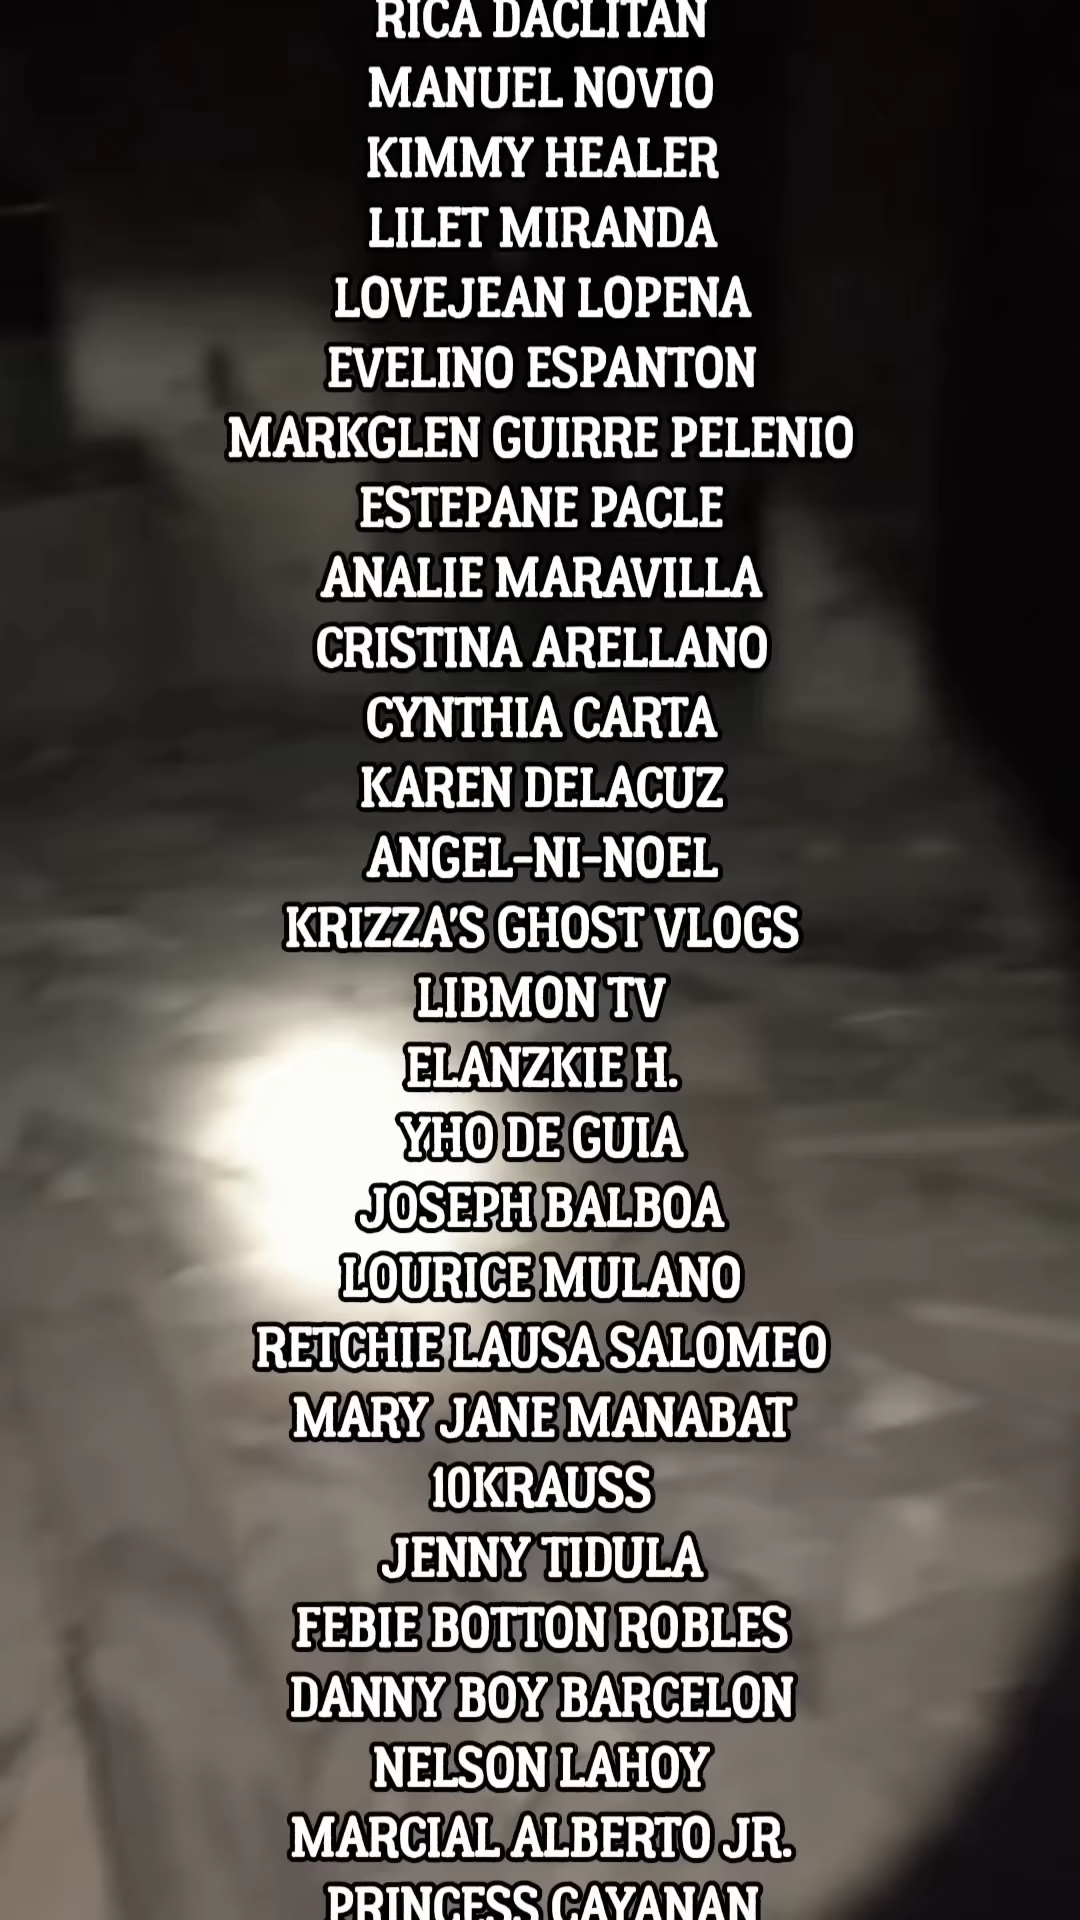 RICA DACLITAN
MANUEL NOVIO
KIMMY HEALER
LILET MIRANDA
LOVEJEAN LOPENA
EVELINO ESPANTON
MARKGLEN GUIRRE PELENIO
ESTEPANE PACLE
ANALIE MARAVILLA
CRISTINA ARELLANO
CYNTHIA CARTA
KAREN DELACUZ
ANGEL-NI-NOEL
KRIZZA'S GHOST VLOGS
LIBMON TV
ELANZKIE H.
YHO DE GUIA
JOSEPH BALBOA
LOURICE MULANO
RETCHIE LAUSA SALOMEO
MARY JANE MANABAT
10KRAUSS
JENNY TIDULA
FEBIE BOTTON ROBLES
DANNY BOY BARCELON
NELSON LAHOY
MARCIAL ALBERTO JR.
PRINCESS CAYANAN